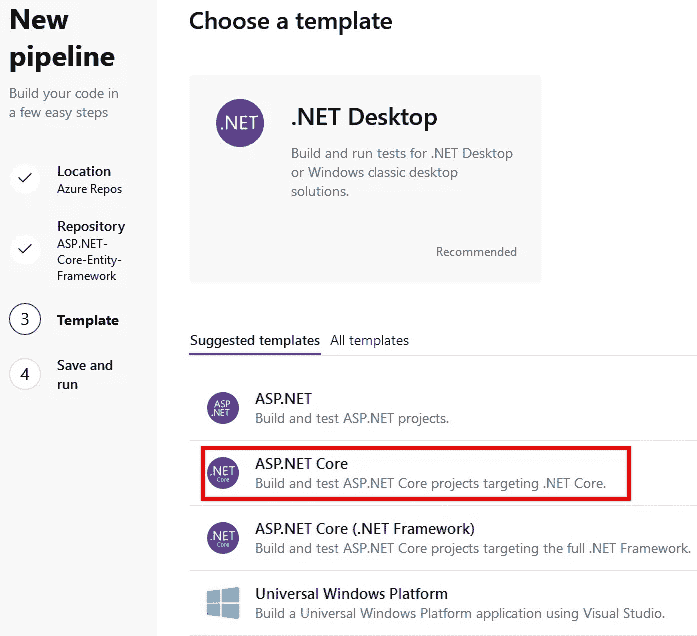 New
pipeline
Build your code in
a few easy steps
Location
Azure Repos
Repository
ASP.NET-
Core-Entity-
Framework
3
Template
4
Save and
run
Choose a template
.NET
.NET Desktop
Build and run tests for .NET Desktop
or Windows classic desktop
solutions.
Recommended
Suggested templates All templates
ASP
.NET
ASP.NET
Build and test ASP.NET projects.
.NET
Core
ASP.NET Core
Build and test ASP.NET Core projects targeting .NET Core.
.NET
Core
ASP.NET Core (.NET Framework)
Build and test ASP.NET Core projects targeting the full .NET Framework.
Universal Windows Platform
Build a Universal Windows Platform application using Visual Studio.